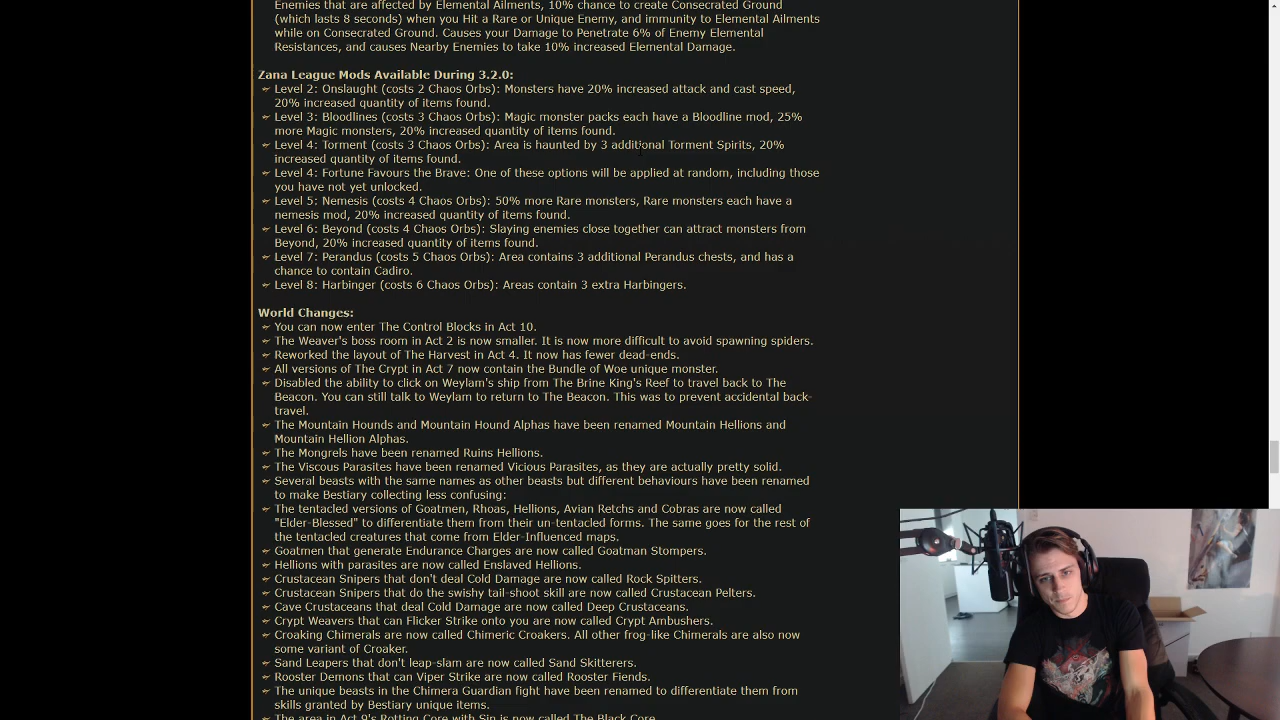 Enemies that are affected by Elemental Ailments, 10% chance to create Consecrated Ground
(which lasts 8 seconds) when you Hit a Rare or Unique Enemy, and immunity to Elemental Ailments
while on Consecrated Ground. Causes your Damage to Penetrate 6% of Enemy Elemental
Resistances, and causes Nearby Enemies to take 10% increased Elemental Damage.
Zana League Mods Available During 3.2.0:
Level 2: Onslaught (costs 2 Chaos Orbs): Monsters have 20% increased attack and cast speed,
20% increased quantity of items found.
Level 3: Bloodlines (costs 3 Chaos Orbs): Magic monster packs each have a Bloodline mod, 25%
more Magic monsters, 20% increased quantity of items found.
Level 4: Torment (costs 3 Chaos Orbs): Area is haunted by 3 additional Torment Spirits, 20%
increased quantity of items found.
Level 4: Fortune Favours the Brave: One of these options will be applied at random, including those
you have not yet unlocked.
Level 5: Nemesis (costs 4 Chaos Orbs): 50% more Rare monsters, Rare monsters each have a
nemesis mod, 20% increased quantity of items found.
Level 6: Beyond (costs 4 Chaos Orbs): Slaying enemies close together can attract monsters from
Beyond, 20% increased quantity of items found.
Level 7: Perandus (costs 5 Chaos Orbs): Area contains 3 additional Perandus chests, and has a
chance to contain Cadiro.
Level 8: Harbinger (costs 6 Chaos Orbs): Areas contain 3 extra Harbingers.
World Changes:
You can now enter The Control Blocks in Act 10.
The Weaver's boss room in Act 2 is now smaller. It is now more difficult to avoid spawning spiders.
Reworked the layout of The Harvest in Act 4. It now has fewer dead-ends.
All versions of The Crypt in Act 7 now contain the Bundle of Woe unique monster.
Disabled the ability to click on Weylam's ship from The Brine King's Reef to travel back to The
Beacon. You can still talk to Weylam to return to The Beacon. This was to prevent accidental back-
travel.
The Mountain Hounds and Mountain Hound Alphas have been renamed Mountain Hellions and
Mountain Hellion Alphas.
The Mongrels have been renamed Ruins Hellions.
The Viscous Parasites have been renamed Vicious Parasites, as they are actually pretty solid.
Several beasts with the same names as other beasts but different behaviours have been renamed
to make Bestiary collecting less confusing:
The tentacled versions of Goatmen, Rhoas, Hellions, Avian Retchs and Cobras are now called
"Elder-Blessed" to differentiate them from their un-tentacled forms. The same goes for the rest of
the tentacled creatures that come from Elder-Influenced maps.
Goatmen that generate Endurance Charges are now called Goatman Stompers.
Hellions with parasites are now called Enslaved Hellions.
Crustacean Snipers that don't deal Cold Damage are now called Rock Spitters.
Crustacean Snipers that do the swishy tail-shoot skill are now called Crustacean Pelters.
Cave Crustaceans that deal Cold Damage are now called Deep Crustaceans.
Crypt Weavers that can Flicker Strike onto you are now called Crypt Ambushers.
Croaking Chimerals are now called Chimeric Croakers. All other frog-like Chimerals are also now
some variant of Croaker.
Sand Leapers that don't leap-slam are now called Sand Skitterers.
Rooster Demons that can Viper Strike are now called Rooster Fiends.
The unique beasts in the Chimera Guardian fight have been renamed to differentiate them from
skills granted by Bestiary unique items.
The area in Act 9's Rotting Core with Sin is now called The Black Core.